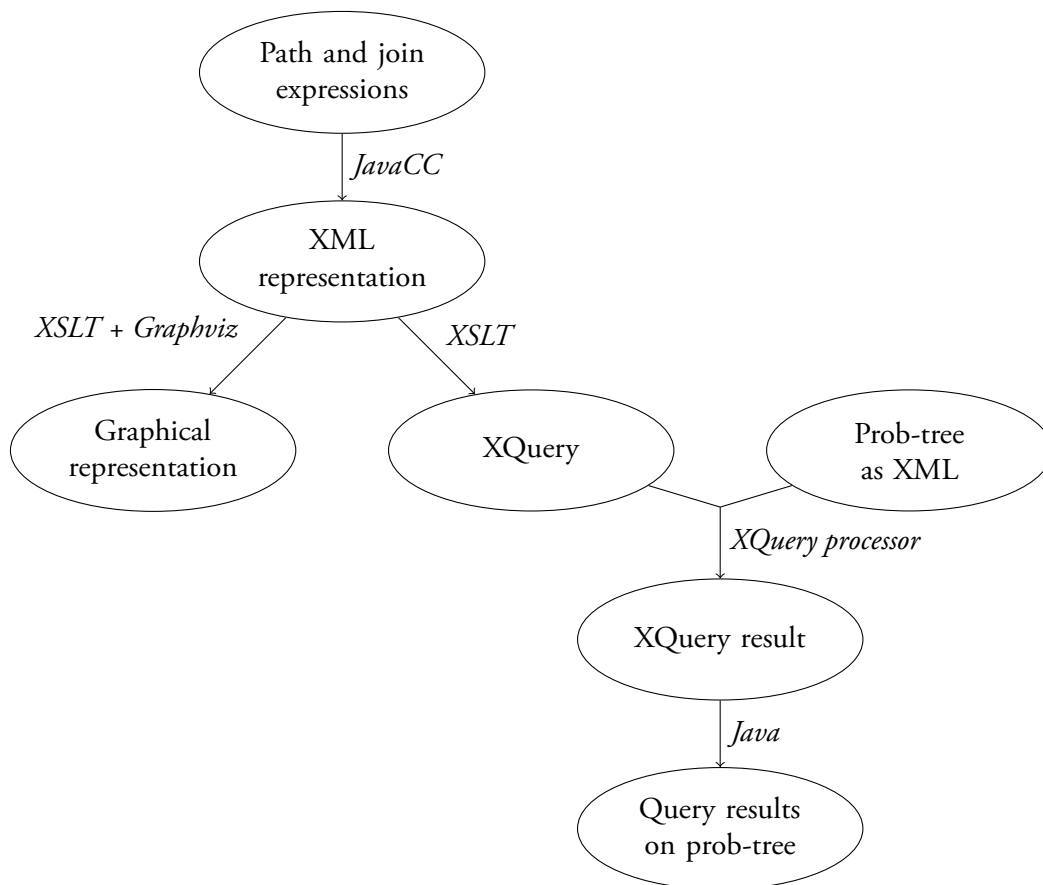 Path and join
expressions
JavaCC
XML
representation
XSLT + Graphviz
XSLT
Graphical
representation
XQuery
Prob-tree
as XML
XQuery processor
XQuery result
Java
Query results
on prob-tree